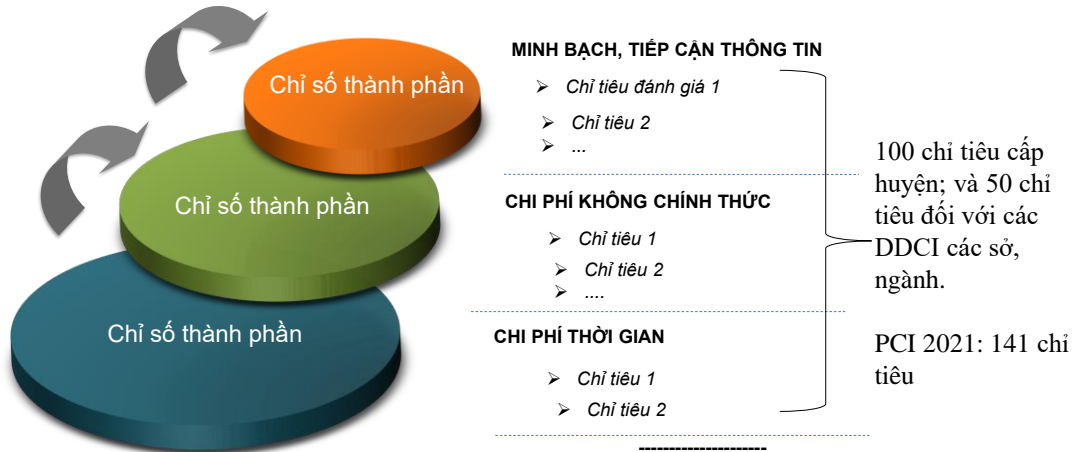 Chỉ số thành phần
Chỉ số thành phần
Chỉ số thành phần
MINH BẠCH, TIẾP CẬN THÔNG TIN
➢ Chỉ tiêu đánh giá 1
➢ Chỉ tiêu 2
➢ ...
CHI PHÍ KHÔNG CHÍNH THỨC
➢ Chỉ tiêu 1
➢ Chỉ tiêu 2
➢ ....
CHI PHÍ THỜI GIAN
➢ Chỉ tiêu 1
➢ Chỉ tiêu 2
---------------------
100 chỉ tiêu cấp
huyện; và 50 chỉ
tiêu đối với các
DDCI các sở,
ngành.
PCI 2021: 141 chỉ
tiêu